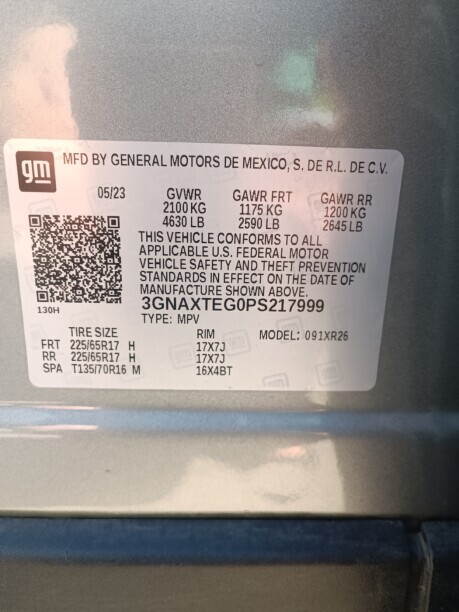 gm MFD BY GENERAL MOTORS DE MEXICO, S. DE R.L. DE C.V.
05/23 GVWR GAWR FRT GAWR RR
2100 KG 1175 KG 1200 KG
4630 LB 2590 LB 2645 LB
THIS VEHICLE CONFORMS TO ALL
APPLICABLE U.S. FEDERAL MOTOR
VEHICLE SAFETY AND THEFT PREVENTION
STANDARDS IN EFFECT ON THE DATE OF
MANUFACTURE SHOWN ABOVE.
130H 3GNAXTEG0PS217999
TYPE: MPV
TIRE SIZE RIM MODEL: 091XR26
FRT 225/65R17 H 17X7J
RR 225/65R17 H 17X7J
SPA T135/70R16 M 16X4BT